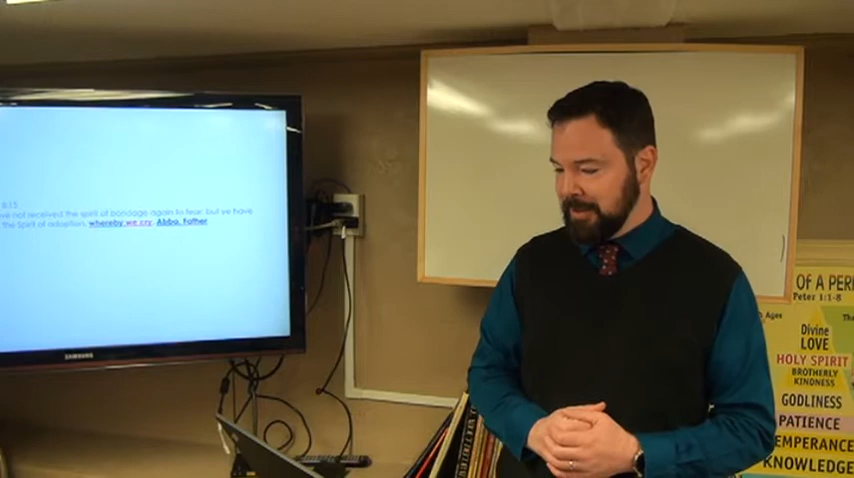 8:15
ve not received the spirit of bondage again to fear; but ye have
the Spirit of adoption, whereby we cry, Abba, Father
SAMSUNG
OF A PER
Peter 1:1-8
Ages
Divine
LOVE
HOLY SPIRIT
BROTHERLY
KINDNESS
GODLINESS
PATIENCE
EMPERANCE
KNOWLEDGE